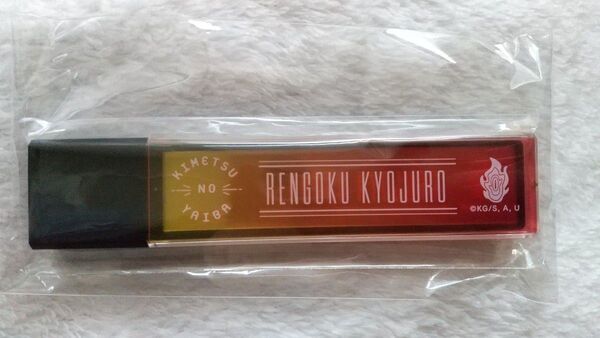 KIMETSU
NO
YAIBA
RENGOKU KYOJURO
©KG/S, A, U